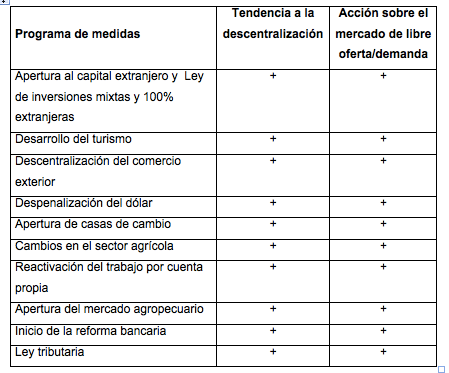 Programa de medidas
Tendencia a la
descentralización
Acción sobre el
mercado de libre
oferta/demanda
Apertura al capital extranjero y Ley
de inversiones mixtas y 100%
extranjeras
+ +
Desarrollo del turismo + +
Descentralización del comercio
exterior
+ +
Despenalización del dólar + +
Apertura de casas de cambio + +
Cambios en el sector agrícola + +
Reactivación del trabajo por cuenta
propia
+ +
Apertura del mercado agropecuario + +
Inicio de la reforma bancaria + +
Ley tributaria + +